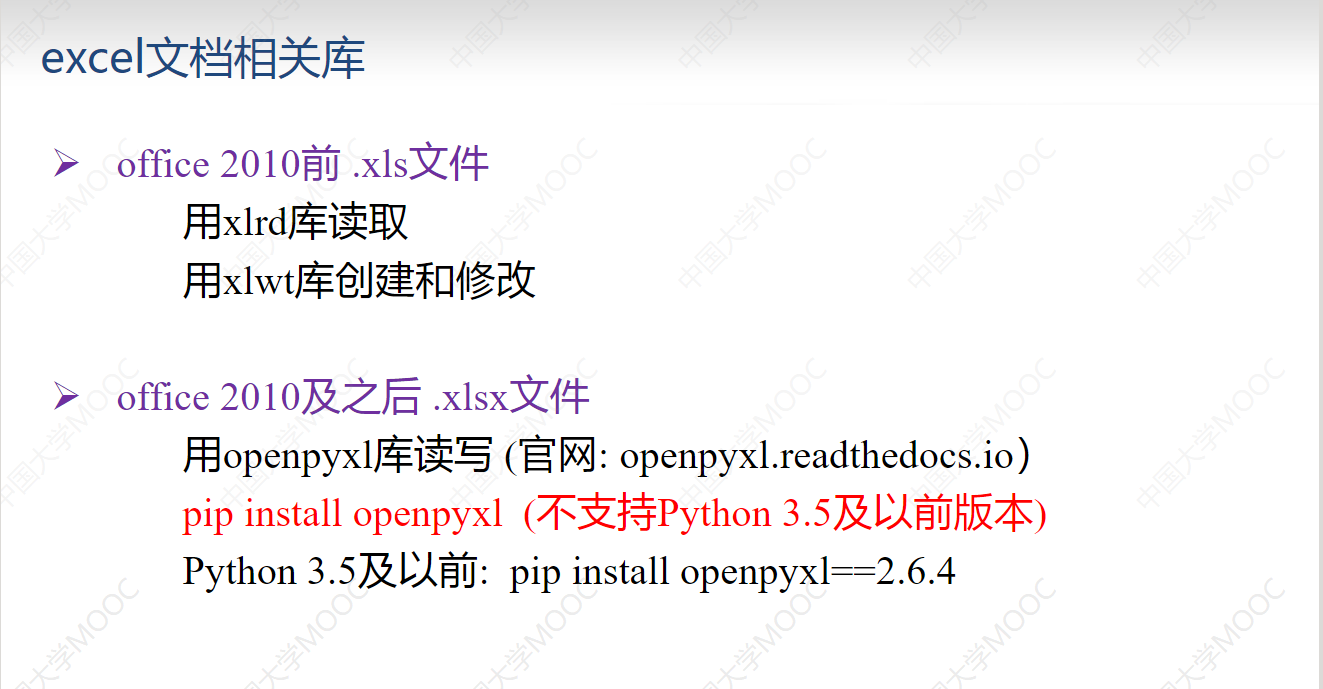 excel文档相关库
➢ office 2010前 .xls文件
用xlrd库读取
用xlwt库创建和修改
➢ office 2010及之后 .xlsx文件
用openpyxl库读写 (官网: openpyxl.readthedocs.io）
pip install openpyxl  (不支持Python 3.5及以前版本)
Python 3.5及以前:  pip install openpyxl==2.6.4
中国大学MOOC